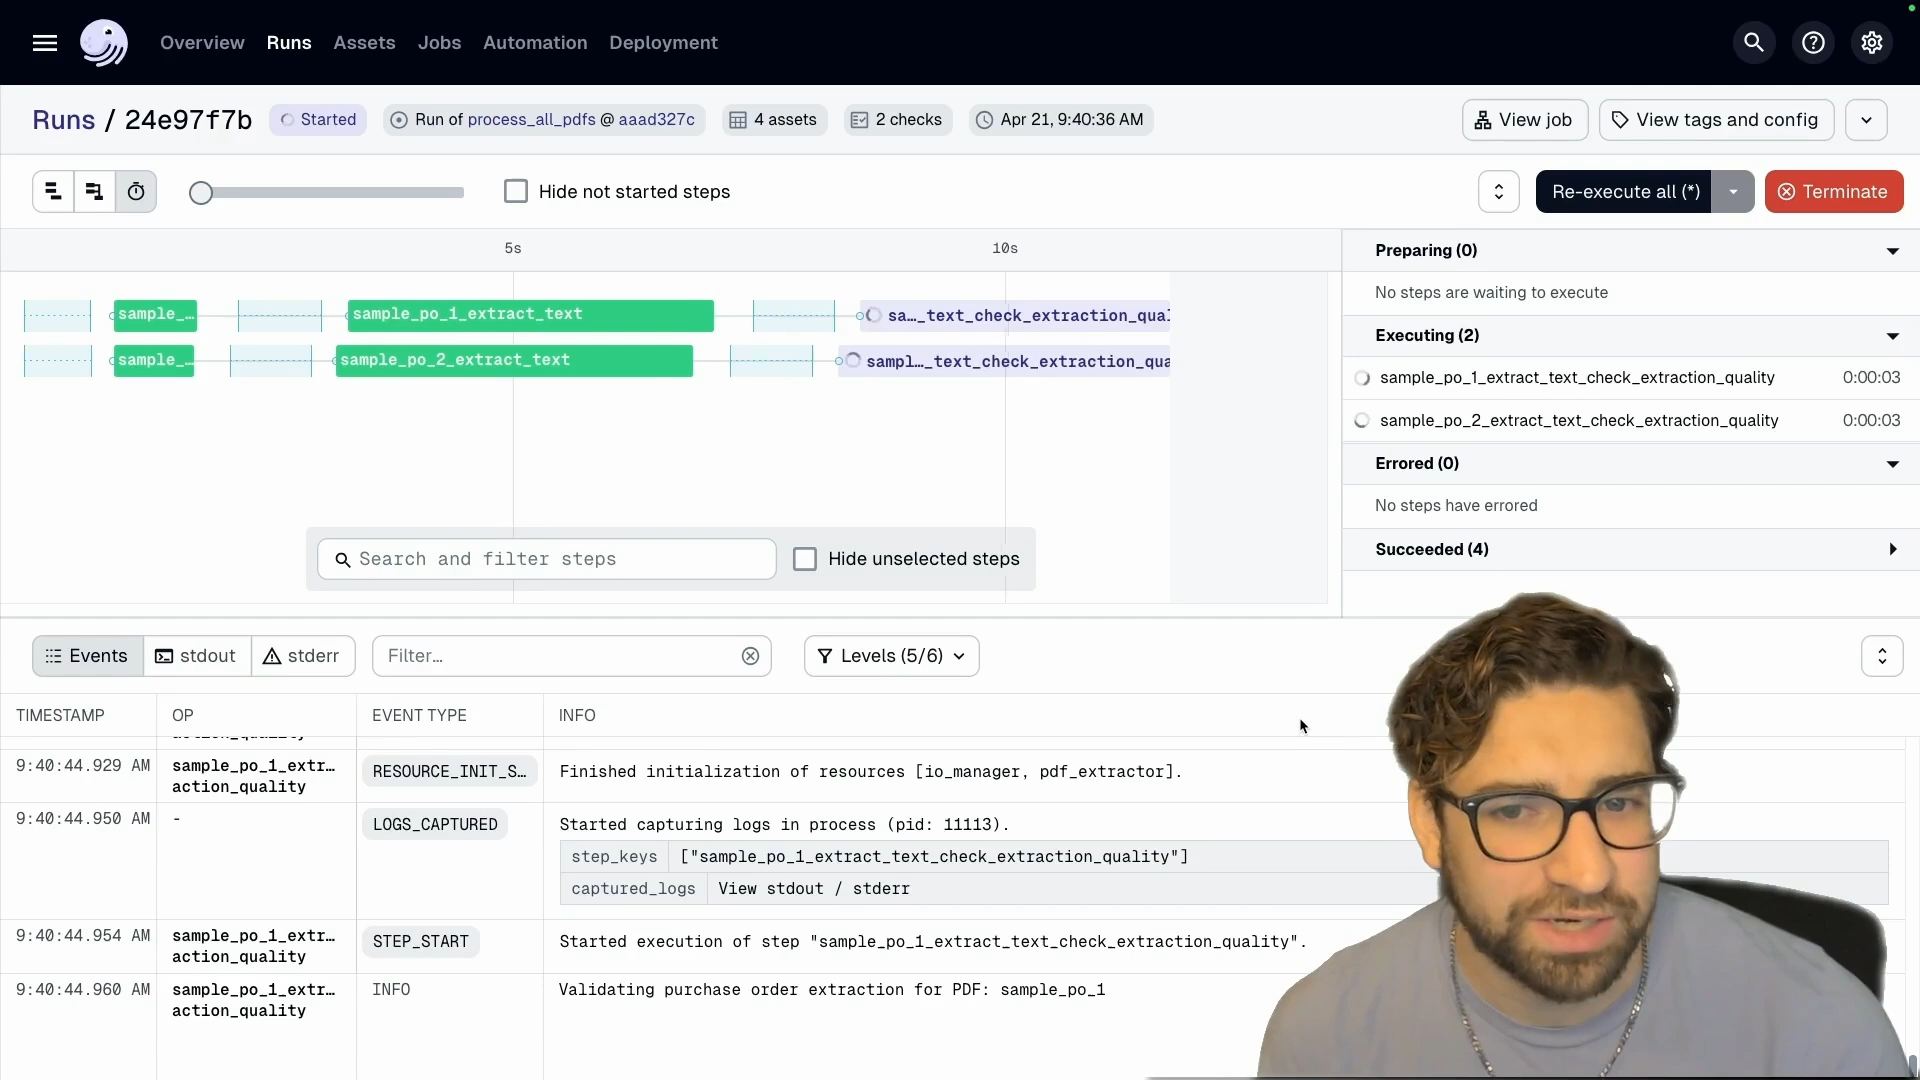 Overview Runs Assets Jobs Automation Deployment
Runs / 24e97f7b Started Run of process_all_pdfs @ aaad327c 4 assets 2 checks Apr 21, 9:40:36 AM View job View tags and config
Hide not started steps Re-execute all (*) Terminate
5s 10s
sample_… sample_po_1_extract_text sa…_text_check_extraction_qual
sample_… sample_po_2_extract_text sampl…_text_check_extraction_qua
Search and filter steps Hide unselected steps
Preparing (0)
No steps are waiting to execute
Executing (2)
sample_po_1_extract_text_check_extraction_quality 0:00:03
sample_po_2_extract_text_check_extraction_quality 0:00:03
Errored (0)
No steps have errored
Succeeded (4)
Events stdout stderr Filter… Levels (5/6)
TIMESTAMP OP EVENT TYPE INFO
9:40:44.929 AM sample_po_1_extr… RESOURCE_INIT_S… Finished initialization of resources [io_manager, pdf_extractor].
action_quality
9:40:44.950 AM - LOGS_CAPTURED Started capturing logs in process (pid: 11113).
step_keys ["sample_po_1_extract_text_check_extraction_quality"]
captured_logs View stdout / stderr
9:40:44.954 AM sample_po_1_extr… STEP_START Started execution of step "sample_po_1_extract_text_check_extraction_quality".
action_quality
9:40:44.960 AM sample_po_1_extr… INFO Validating purchase order extraction for PDF: sample_po_1
action_quality